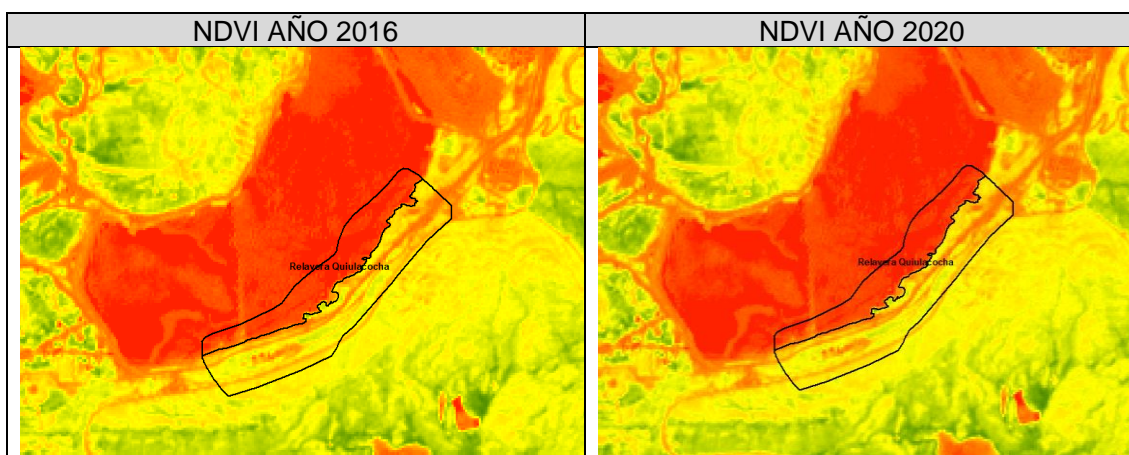 NDVI AÑO 2016
NDVI AÑO 2020
Relavera Quiulacocha
Relavera Quiulacocha